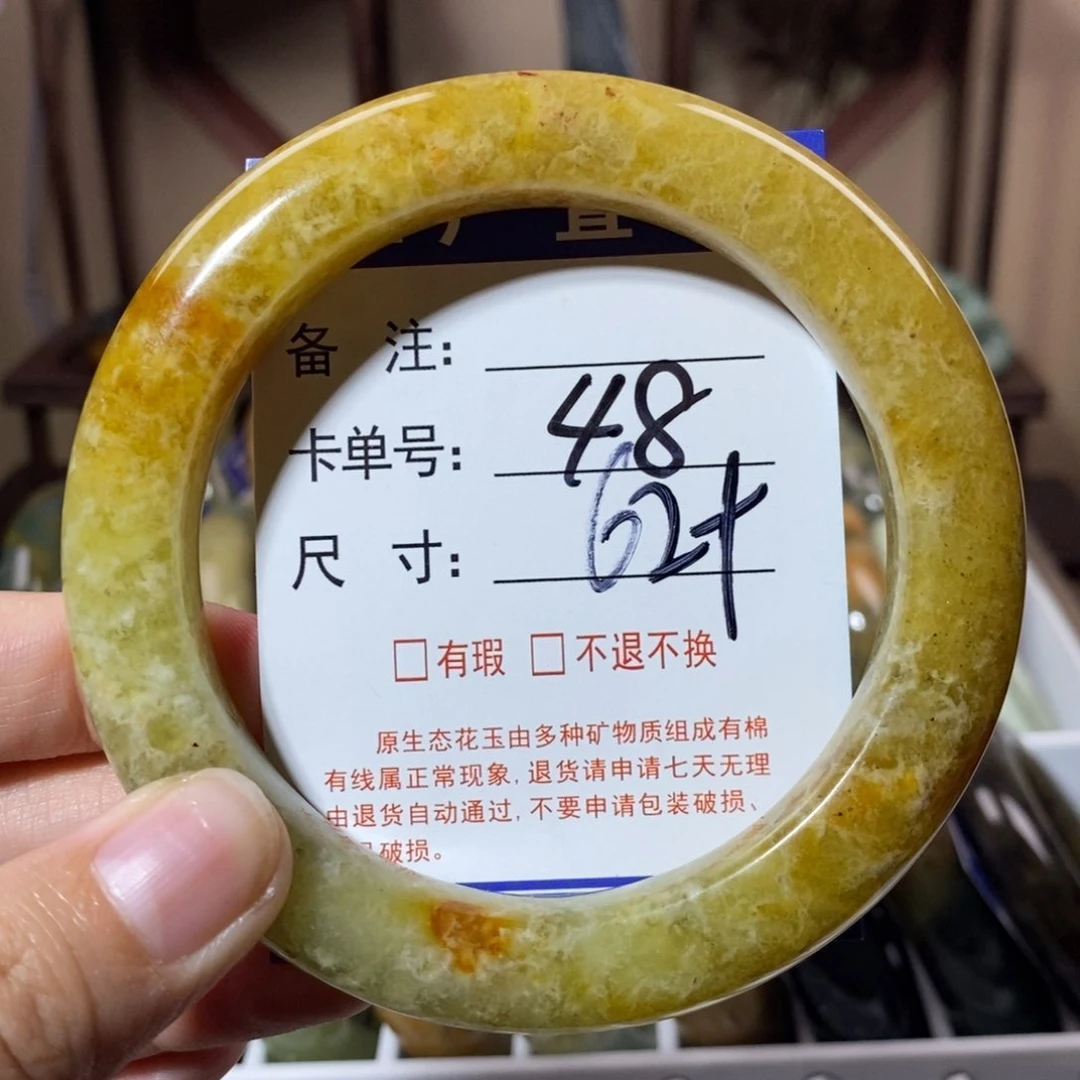 直
备 注:
卡单号: 48
尺 寸: 62+
□有瑕 □不退不换
原生态花玉由多种矿物质组成有棉
有线属正常现象,退货请申请七天无理
由退货自动通过,不要申请包装破损、
破损。